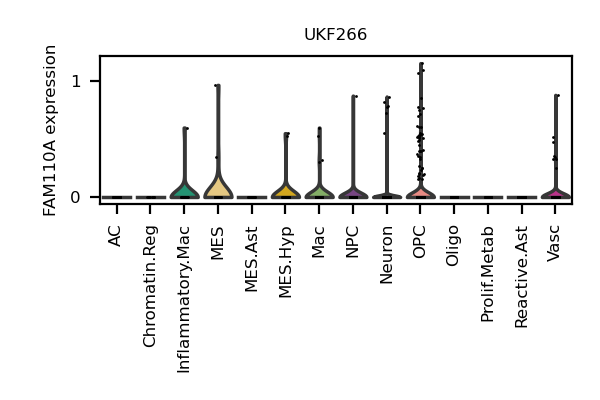 UKF266
FAM110A expression
1
0
AC
Chromatin.Reg
Inflammatory.Mac
MES
MES.Ast
MES.Hyp
Mac
NPC
Neuron
OPC
Oligo
Prolif.Metab
Reactive.Ast
Vasc